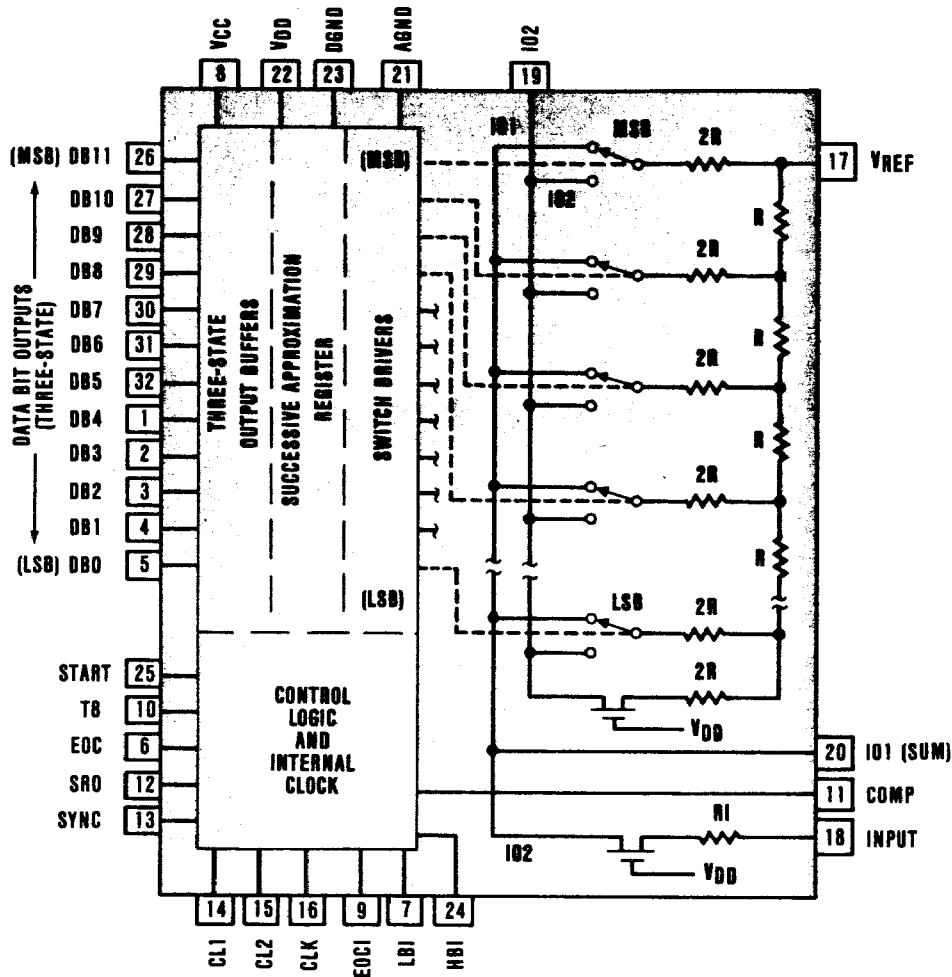 VCC
VDD
DGND
AGND
IO2
8
22
23
21
19
(MSB) DB11 26
DB10 27
DB9 28
DB8 29
DB7 30
DB6 31
DB5 32
DB4 1
DB3 2
DB2 3
DB1 4
(LSB) DB0 5
DATA BIT OUTPUTS
(THREE-STATE)
THREE-STATE
OUTPUT BUFFERS
SUCCESSIVE APPROXIMATION
REGISTER
SWITCH DRIVERS
(MSB)
(LSB)
IO1
IO2
MSB
2R
17 VREF
R
2R
R
2R
R
2R
R
LSB
2R
2R
VDD
START 25
T8 10
EOC 6
SRO 12
SYNC 13
CONTROL
LOGIC
AND
INTERNAL
CLOCK
20 IO1 (SUM)
11 COMP
RI
18 INPUT
IO2
VDD
14
15
16
9
7
24
CL1
CL2
CLK
EOCI
LBI
HBI